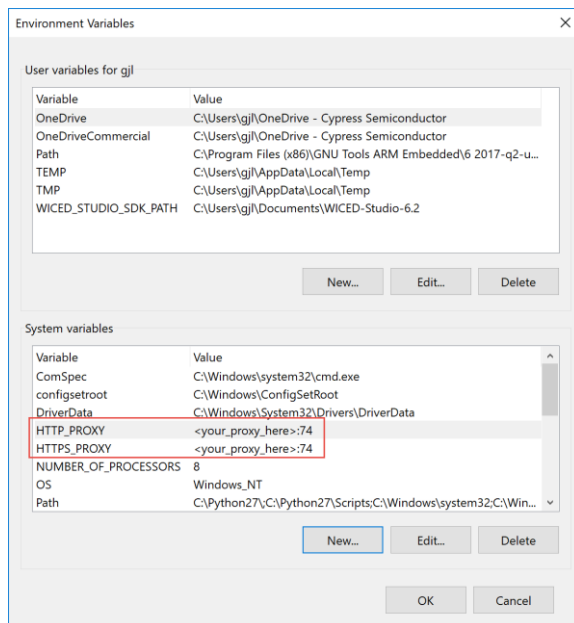 Environment Variables
User variables for gjl
Variable Value
OneDrive C:\Users\gjl\OneDrive - Cypress Semiconductor
OneDriveCommercial C:\Users\gjl\OneDrive - Cypress Semiconductor
Path C:\Program Files (x86)\GNU Tools ARM Embedded\6 2017-q2-u...
TEMP C:\Users\gjl\AppData\Local\Temp
TMP C:\Users\gjl\AppData\Local\Temp
WICED_STUDIO_SDK_PATH C:\Users\gjl\Documents\WICED-Studio-6.2
New... Edit... Delete
System variables
Variable Value
ComSpec C:\Windows\system32\cmd.exe
configsetroot C:\Windows\ConfigSetRoot
DriverData C:\Windows\System32\Drivers\DriverData
HTTP_PROXY <your_proxy_here>:74
HTTPS_PROXY <your_proxy_here>:74
NUMBER_OF_PROCESSORS 8
OS Windows_NT
Path C:\Python27\;C:\Python27\Scripts;C:\Windows\system32;C:\Win...
New... Edit... Delete
OK Cancel